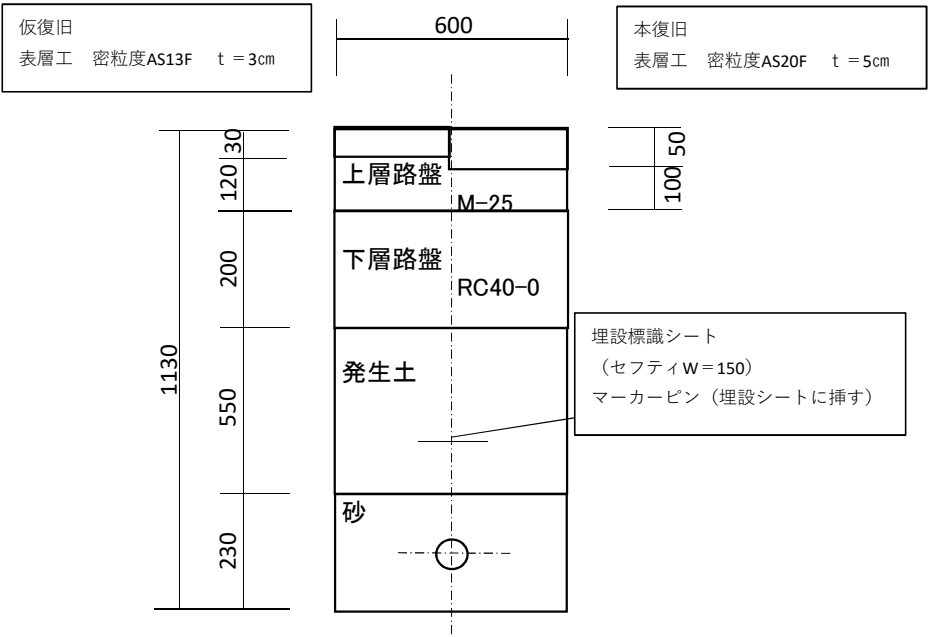 仮復旧
表層工 密粒度AS13F t＝3㎝
600
本復旧
表層工 密粒度AS20F t＝5㎝
30
50
120
上層路盤
100
M-25
200
下層路盤
RC40-0
1130
埋設標識シート
（セフティW＝150）
マーカーピン（埋設シートに挿す）
550
発生土
230
砂